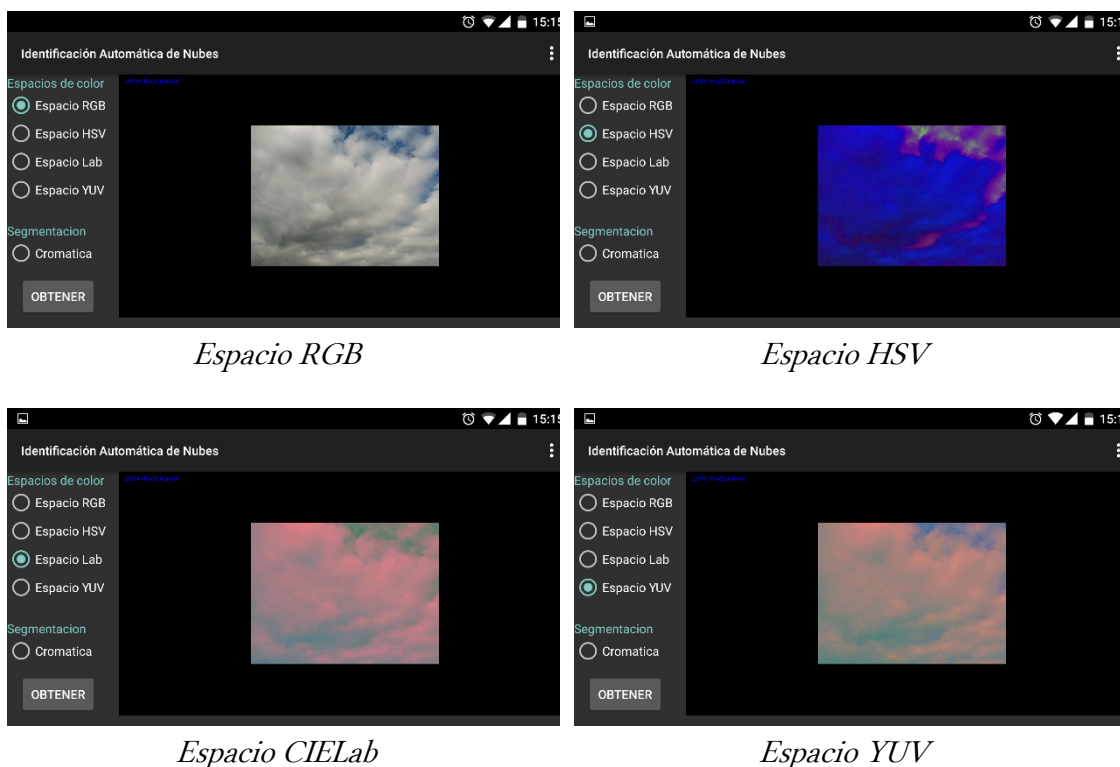 15:15
Identificación Automática de Nubes
Espacios de color
Espacio RGB
Espacio HSV
Espacio Lab
Espacio YUV
Segmentacion
Cromatica
OBTENER
Espacio RGB
Identificación Automática de Nubes
Espacios de color
Espacio RGB
Espacio HSV
Espacio Lab
Espacio YUV
Segmentacion
Cromatica
OBTENER
Espacio HSV
15:15
Identificación Automática de Nubes
Espacios de color
Espacio RGB
Espacio HSV
Espacio Lab
Espacio YUV
Segmentacion
Cromatica
OBTENER
Espacio CIELab
Identificación Automática de Nubes
Espacios de color
Espacio RGB
Espacio HSV
Espacio Lab
Espacio YUV
Segmentacion
Cromatica
OBTENER
Espacio YUV